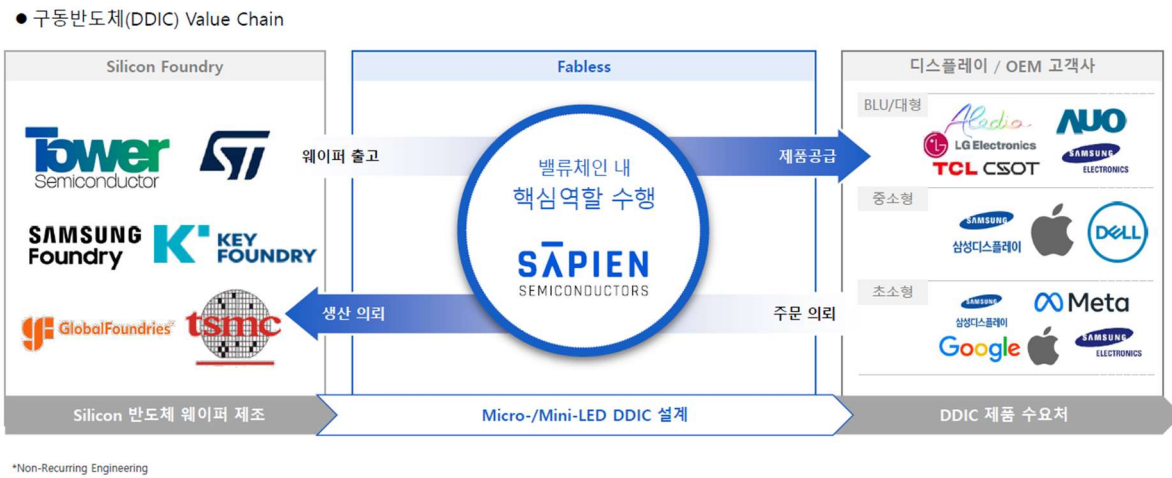 ● 구동반도체(DDIC) Value Chain
Silicon Foundry
Tower
Semiconductor
ST
SAMSUNG
Foundry
KEY
FOUNDRY
GlobalFoundries
tsmc
Silicon 반도체 웨이퍼 제조
Fabless
웨이퍼 출고
제품공급
밸류체인 내
핵심역할 수행
SAPIEN
SEMICONDUCTORS
생산 의뢰
주문 의뢰
Micro-/Mini-LED DDIC 설계
디스플레이 / OEM 고객사
BLU/대형
Aledia
AUO
LG Electronics
TCL CSOT
SAMSUNG
ELECTRONICS
중소형
SAMSUNG
삼성디스플레이
DELL
초소형
SAMSUNG
삼성디스플레이
Meta
Google
SAMSUNG
ELECTRONICS
DDIC 제품 수요처
*Non-Recurring Engineering